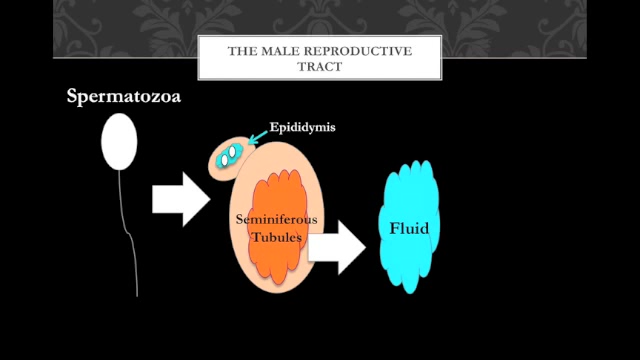 THE MALE REPRODUCTIVE
TRACT
Spermatozoa
Epididymis
Seminiferous
Tubules
Fluid